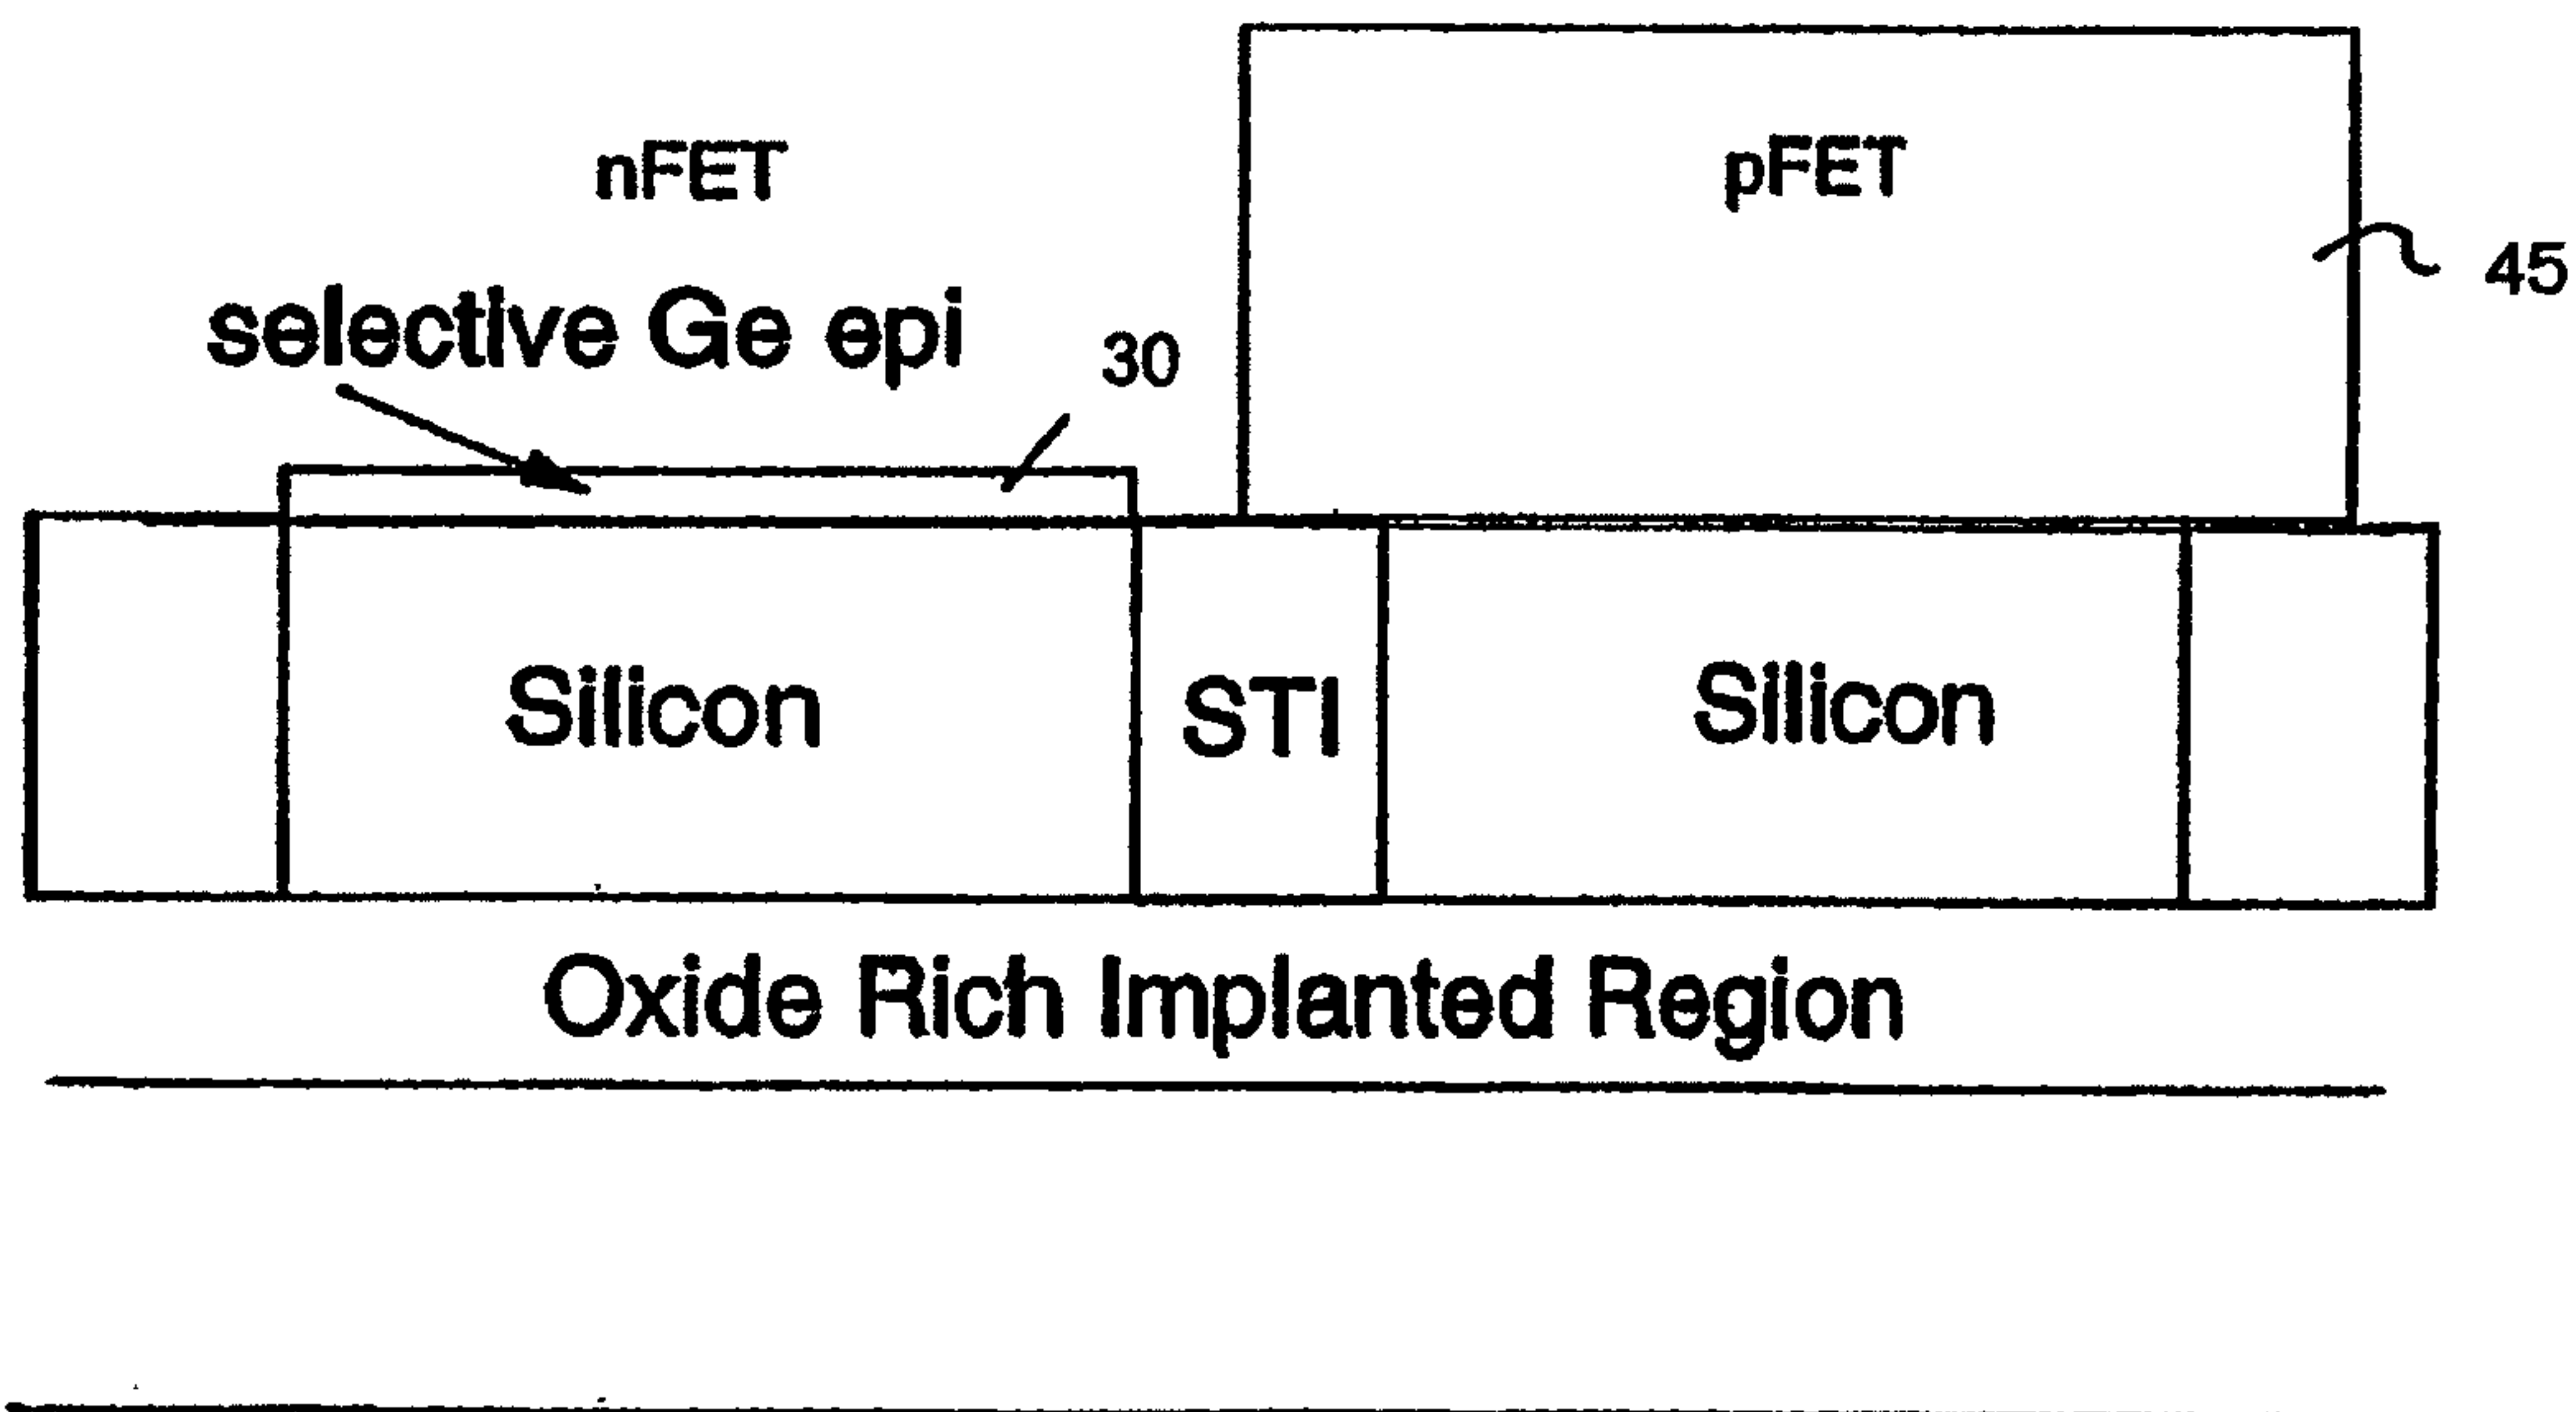 nFET
pFET
selective Ge epi
30
45
Silicon
STI
Silicon
Oxide Rich Implanted Region